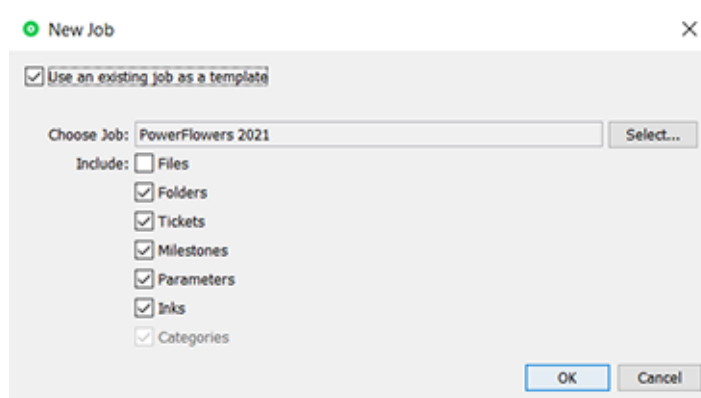 New Job
Use an existing job as a template
Choose Job: PowerFlowers 2021 Select...
Include: Files
Folders
Tickets
Milestones
Parameters
Inks
Categories
OK Cancel